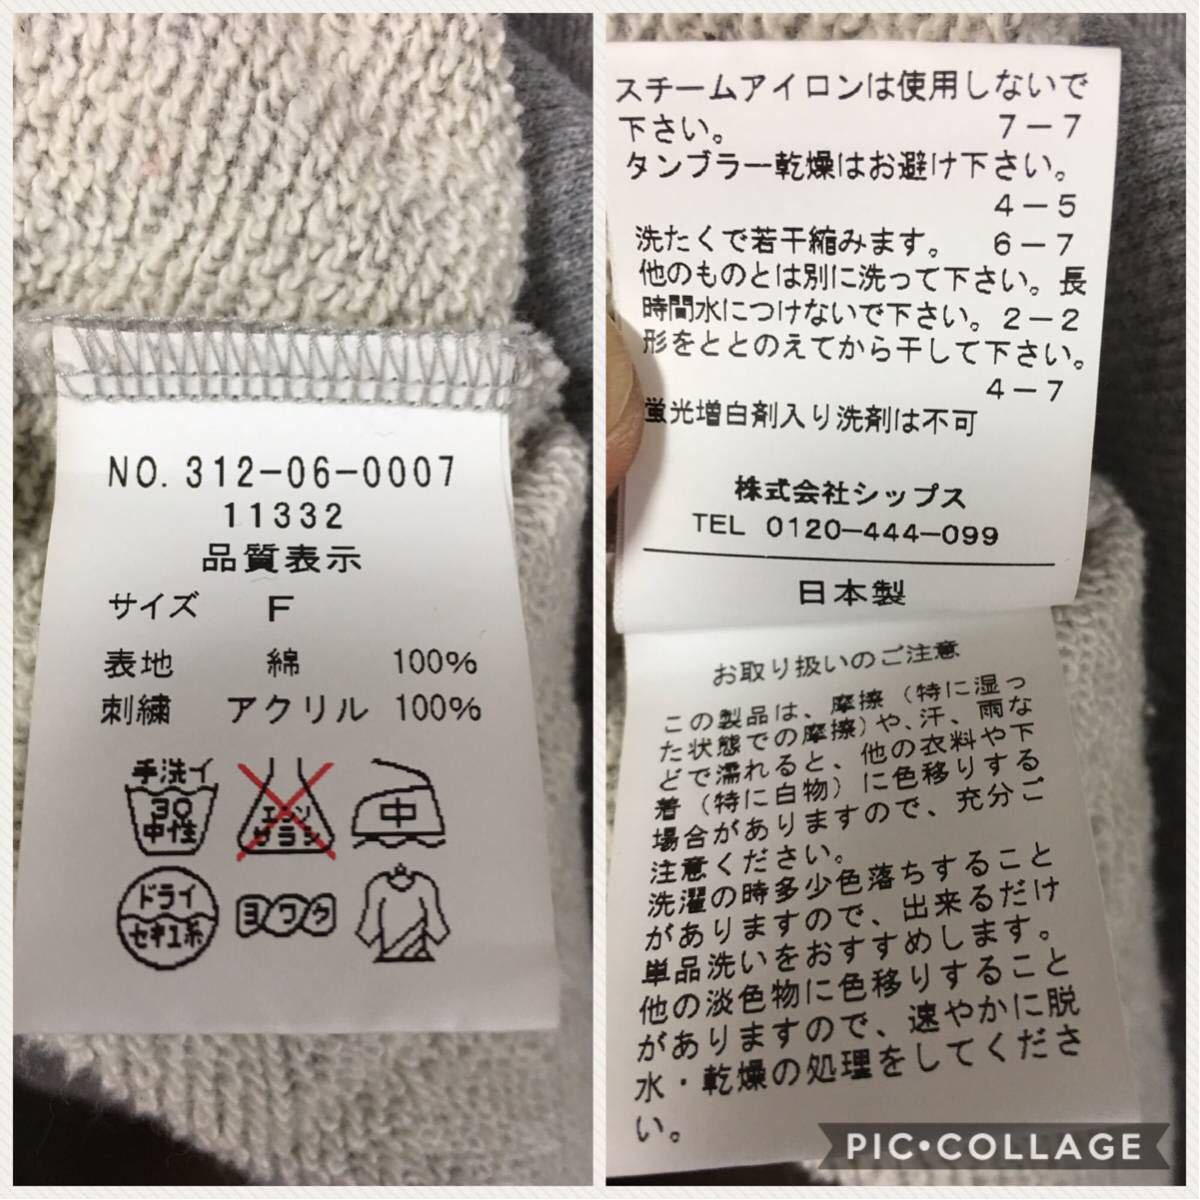 NO. 312-06-0007
11332
品質表示
サイズ F
表地 綿 100%
刺繍 アクリル 100%
手洗イ
30
中性
エンソ
サラシ
中
ドライ
セキユ系
ヨワク
スチームアイロンは使用しないで
下さい。 7-7
タンブラー乾燥はお避け下さい。
4-5
洗たくで若干縮みます。 6-7
他のものとは別に洗って下さい。長
時間水につけないで下さい。2-2
形をととのえてから干して下さい。
4-7
蛍光増白剤入り洗剤は不可
株式会社シップス
TEL 0120-444-099
日本製
お取り扱いのご注意
この製品は、摩擦（特に湿っ
た状態での摩擦）や、汗、雨な
どで濡れると、他の衣料や下
着（特に白物）に色移りする
場合がありますので、充分ご
注意ください。
洗濯の時多少色落ちすること
がありますので、出来るだけ
単品洗いをおすすめします。
他の淡色物に色移りすること
がありますので、速やかに脱
水・乾燥の処理をしてくださ
い。
PIC•COLLAGE